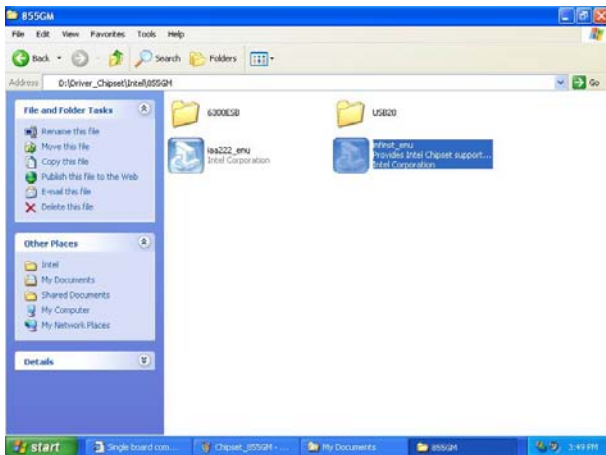 855GM
File Edit View Favorites Tools Help
Back Search Folders
Address D:\Driver_Chipset\Intel\855GM Go
File and Folder Tasks
Rename this file
Move this file
Copy this file
Publish this file to the Web
E-mail this file
Delete this file
Other Places
Intel
My Documents
Shared Documents
My Computer
My Network Places
Details
6300ESB
USB20
iaa222_enu
Intel Corporation
infinst_enu
Provides Intel Chipset support...
Intel Corporation
start Single board com... Chipset_855GM - ... My Documents 855GM 3:49 PM